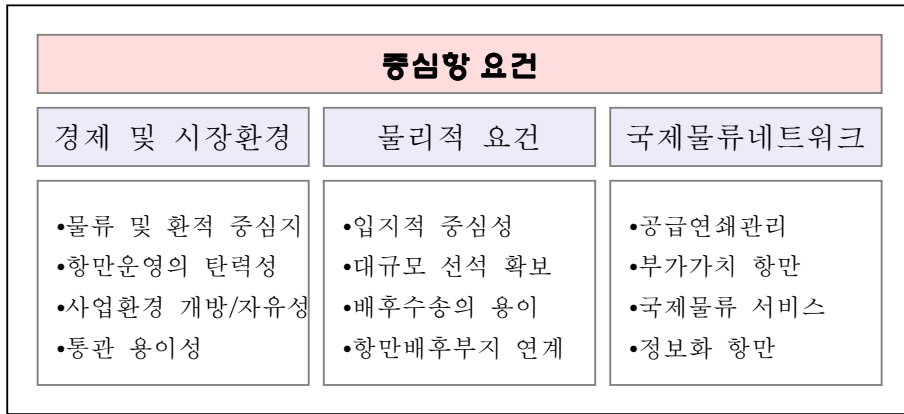 중심항 요건
경제 및 시장환경
물리적 요건
국제물류네트워크
•물류 및 환적 중심지
•항만운영의 탄력성
•사업환경 개방/자유성
•통관 용이성
•입지적 중심성
•대규모 선석 확보
•배후수송의 용이
•항만배후부지 연계
•공급연쇄관리
•부가가치 항만
•국제물류 서비스
•정보화 항만